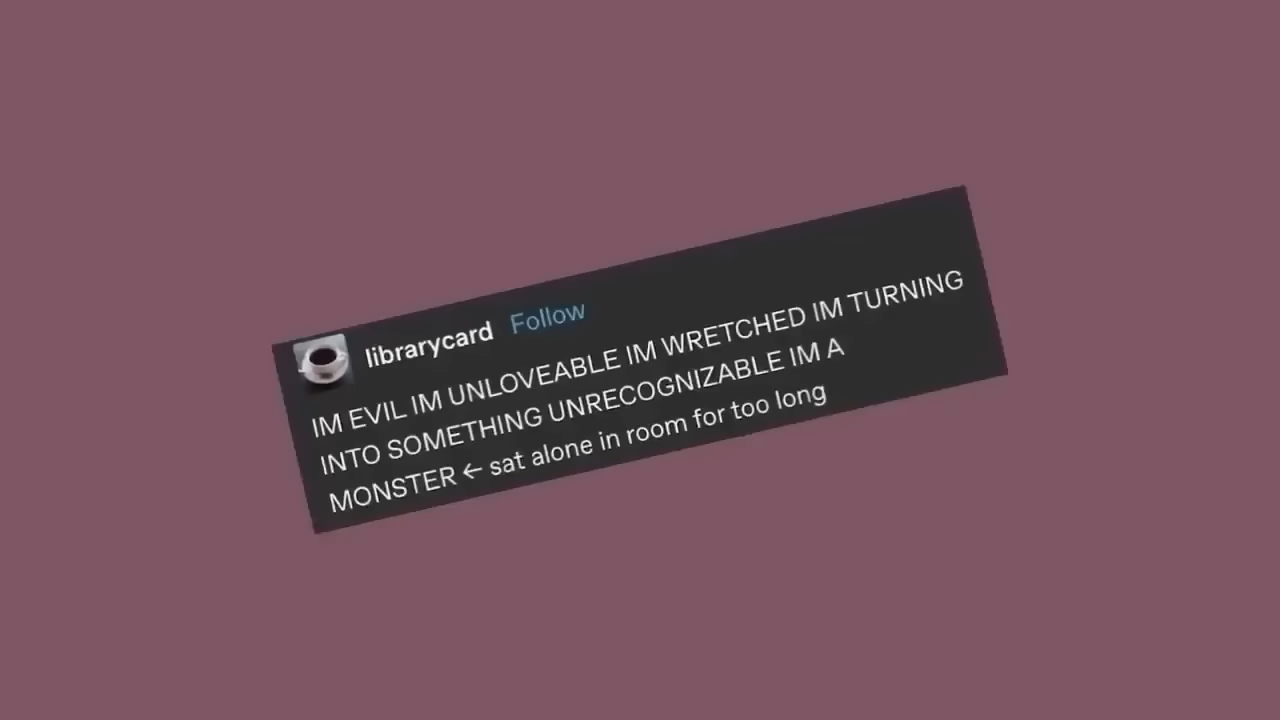 librarycard Follow
IM EVIL IM UNLOVEABLE IM WRETCHED IM TURNING
INTO SOMETHING UNRECOGNIZABLE IM A
MONSTER ← sat alone in room for too long